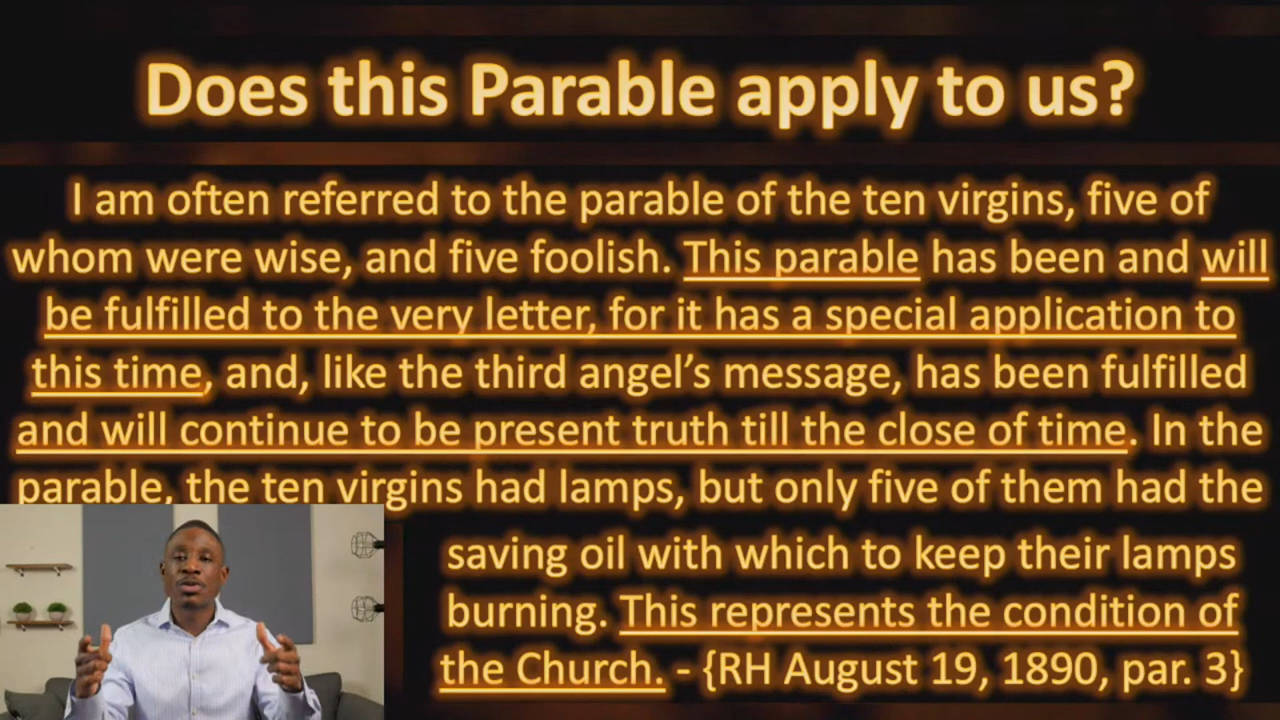 Does this Parable apply to us?
I am often referred to the parable of the ten virgins, five of
whom were wise, and five foolish. This parable has been and will
be fulfilled to the very letter, for it has a special application to
this time, and, like the third angel’s message, has been fulfilled
and will continue to be present truth till the close of time. In the
parable, the ten virgins had lamps, but only five of them had the
saving oil with which to keep their lamps
burning. This represents the condition of
the Church. - {RH August 19, 1890, par. 3}